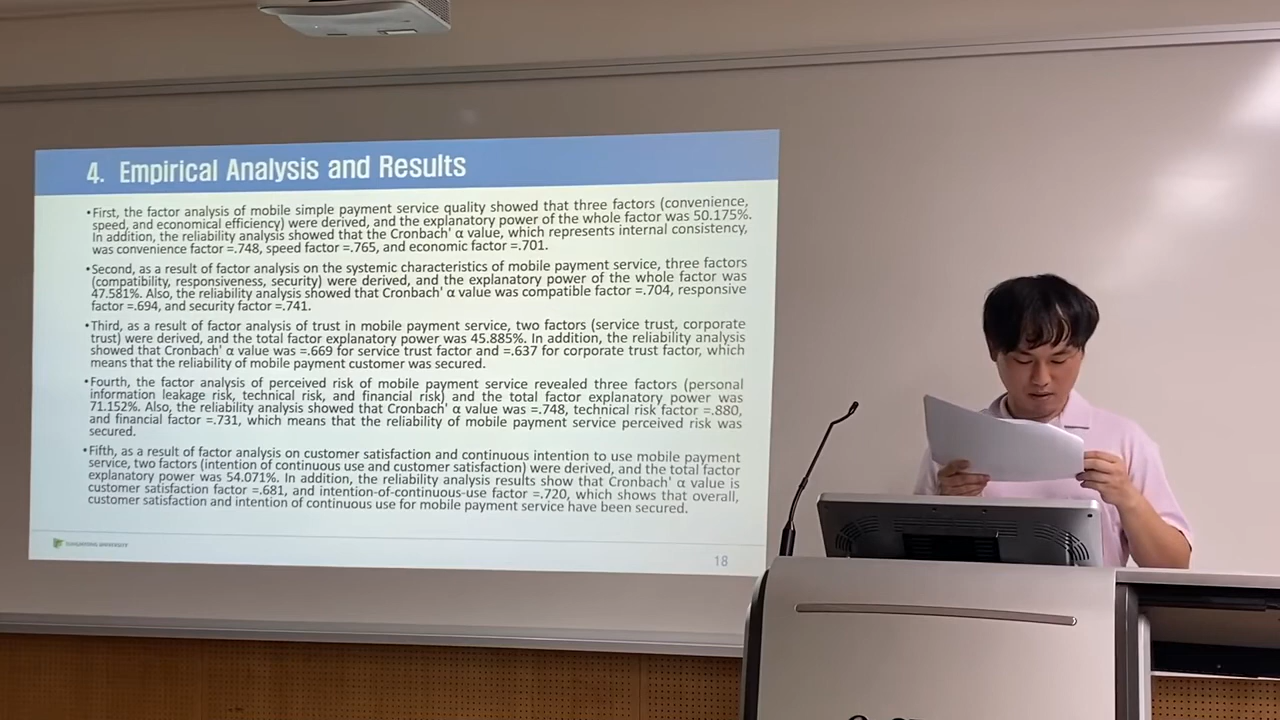 4. Empirical Analysis and Results
•First, the factor analysis of mobile simple payment service quality showed that three factors (convenience,
speed, and economical efficiency) were derived, and the explanatory power of the whole factor was 50.175%.
In addition, the reliability analysis showed that the Cronbach' α value, which represents internal consistency,
was convenience factor =.748, speed factor =.765, and economic factor =.701.
•Second, as a result of factor analysis on the systemic characteristics of mobile payment service, three factors
(compatibility, responsiveness, security) were derived, and the explanatory power of the whole factor was
47.581%. Also, the reliability analysis showed that Cronbach' α value was compatible factor =.704, responsive
factor =.694, and security factor =.741.
•Third, as a result of factor analysis of trust in mobile payment service, two factors (service trust, corporate
trust) were derived, and the total factor explanatory power was 45.885%. In addition, the reliability analysis
showed that Cronbach' α value was =.669 for service trust factor and =.637 for corporate trust factor, which
means that the reliability of mobile payment customer was secured.
•Fourth, the factor analysis of perceived risk of mobile payment service revealed three factors (personal
information leakage risk, technical risk, and financial risk) and the total factor explanatory power was
71.152%. Also, the reliability analysis showed that Cronbach' α value was =.748, technical risk factor =.880,
and financial factor =.731, which means that the reliability of mobile payment service perceived risk was
secured.
•Fifth, as a result of factor analysis on customer satisfaction and continuous intention to use mobile payment
service, two factors (intention of continuous use and customer satisfaction) were derived, and the total factor
explanatory power was 54.071%. In addition, the reliability analysis results show that Cronbach' α value is
customer satisfaction factor =.681, and intention-of-continuous-use factor =.720, which shows that overall,
customer satisfaction and intention of continuous use for mobile payment service have been secured.
UNIVERSITY
18